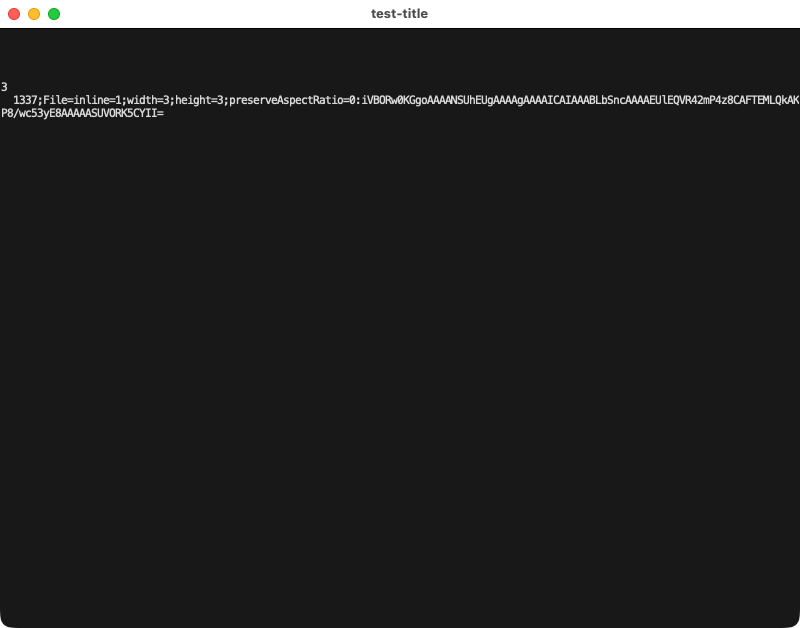 test-title
3
1337;File=inline=1;width=3;height=3;preserveAspectRatio=0:iVBORw0KGgoAAAANSUhEUgAAAAgAAAAICAIAAABLbSncAAAAEUlEQVR42mP4z8CAFTEMLQkAK
P8/wc53yE8AAAAASUVORK5CYII=